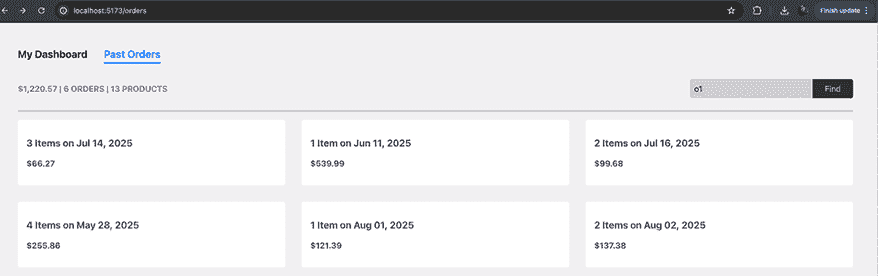 localhost:5173/orders
Finish update
My Dashboard Past Orders
$1,220.57 | 6 ORDERS | 13 PRODUCTS
o1 Find
3 Items on Jul 14, 2025
$66.27
1 Item on Jun 11, 2025
$539.99
2 Items on Jul 16, 2025
$99.68
4 Items on May 28, 2025
$255.86
1 Item on Aug 01, 2025
$121.39
2 Items on Aug 02, 2025
$137.38